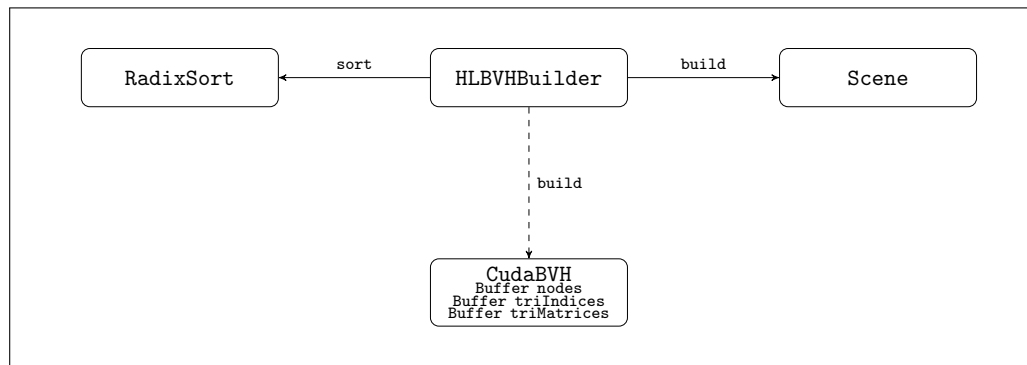 sort
build
RadixSort
HLBVHBuilder
Scene
build
CudaBVH
Buffer nodes
Buffer triIndices
Buffer triMatrices